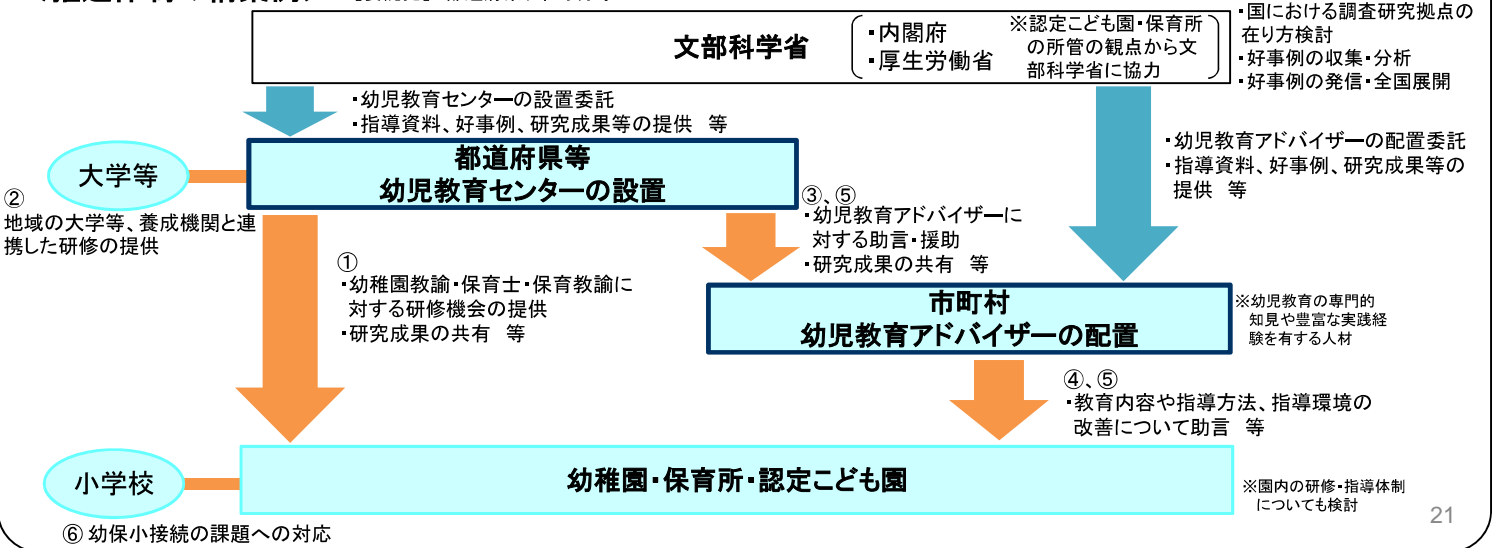 文部科学省
・内閣府
・厚生労働省
※認定こども園・保育所
の所管の観点から文
部科学省に協力
・国における調査研究拠点の
在り方検討
・好事例の収集・分析
・好事例の発信・全国展開
・幼児教育センターの設置委託
・指導資料、好事例、研究成果等の提供 等
・幼児教育アドバイザーの配置委託
・指導資料、好事例、研究成果等の
提供 等
大学等
都道府県等
幼児教育センターの設置
②
地域の大学等、養成機関と連
携した研修の提供
③、⑤
・幼児教育アドバイザーに
対する助言・援助
・研究成果の共有 等
①
・幼稚園教諭・保育士・保育教諭に
対する研修機会の提供
・研究成果の共有 等
市町村
幼児教育アドバイザーの配置
※幼児教育の専門的
知見や豊富な実践経
験を有する人材
④、⑤
・教育内容や指導方法、指導環境の
改善について助言 等
小学校
幼稚園・保育所・認定こども園
※園内の研修・指導体制
についても検討
⑥ 幼保小接続の課題への対応
21